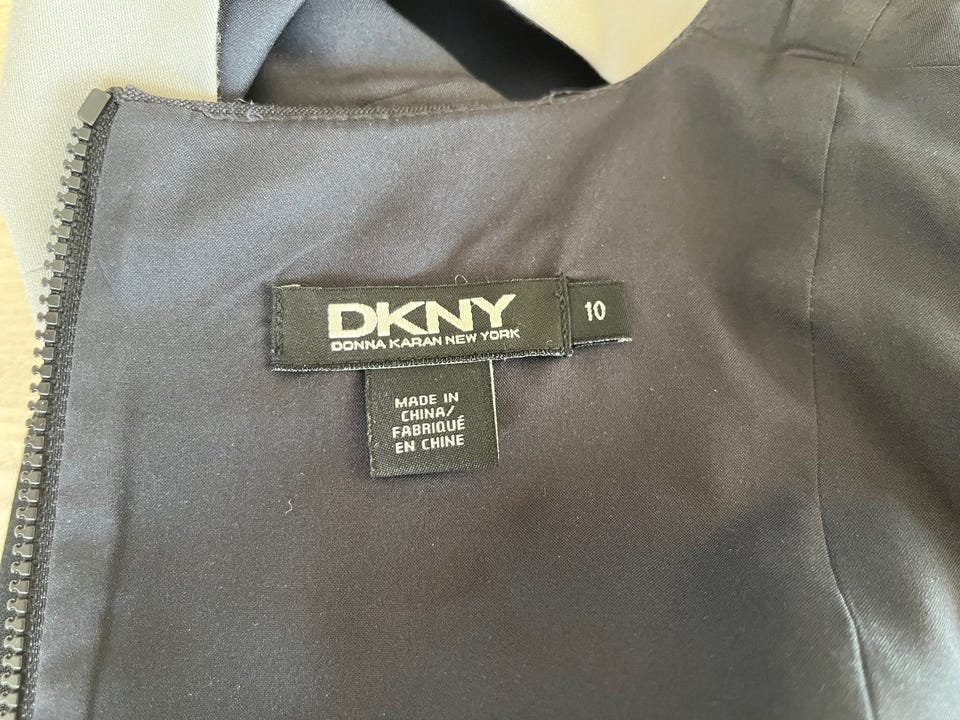 DKNY
DONNA KARAN NEW YORK
10
MADE IN
CHINA/
FABRIQUÉ
EN CHINE